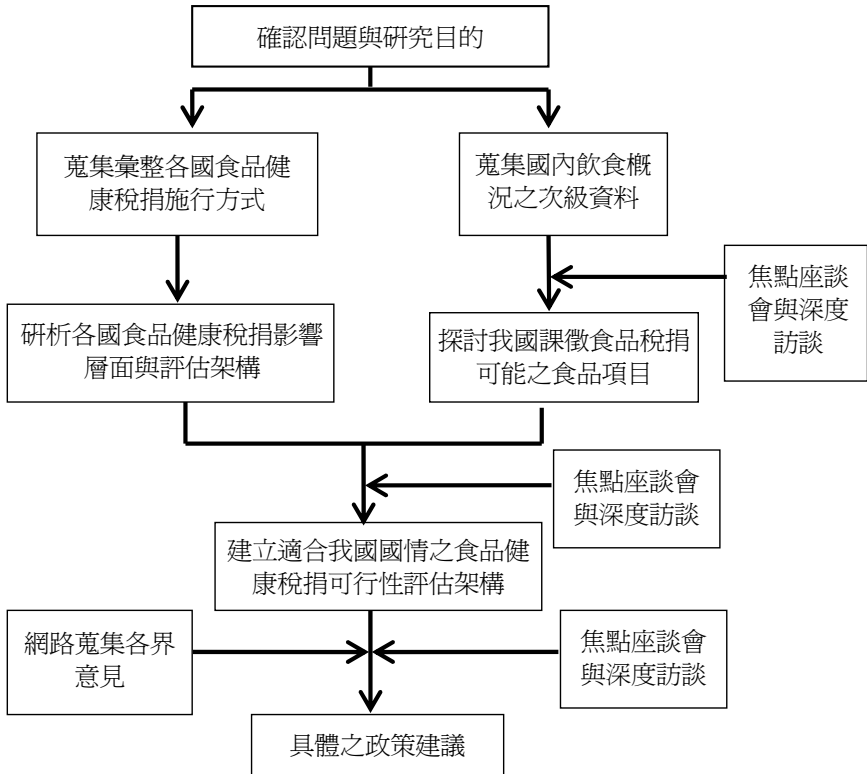 確認問題與研究目的
蒐集彙整各國食品健
康稅捐施行方式
蒐集國內飲食概
況之次級資料
焦點座談
會與深度
訪談
研析各國食品健康稅捐影響
層面與評估架構
探討我國課徵食品稅捐
可能之食品項目
焦點座談會
與深度訪談
建立適合我國國情之食品健
康稅捐可行性評估架構
網路蒐集各界
意見
焦點座談會
與深度訪談
具體之政策建議